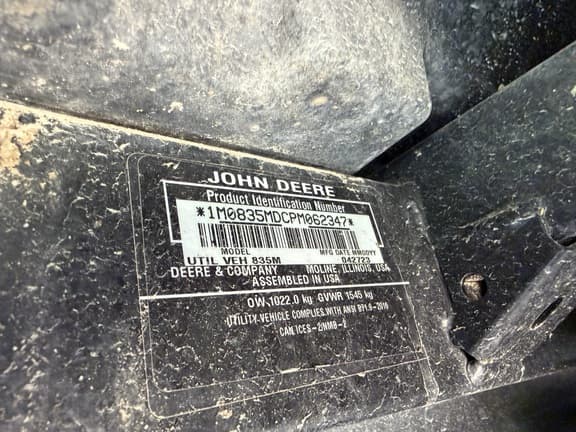 JOHN DEERE
Product Identification Number
*1M0835MDCPM062347*
MODEL MFG DATE MMDDYY
UTIL VEH 835M 042723
DEERE & COMPANY MOLINE, ILLINOIS, USA
ASSEMBLED IN USA
OW 1022.0 kg GVWR 1545 kg
UTILITY VEHICLE COMPLIES WITH ANSI B71.9-2016
CAN ICES-2/NMB-2